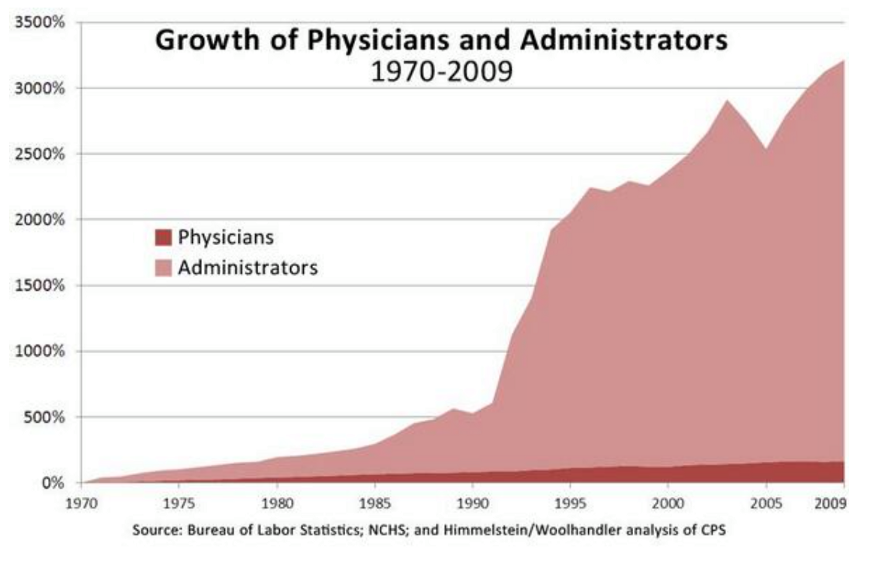 Growth of Physicians and Administrators
1970-2009
3500%
3000%
2500%
2000%
1500%
1000%
500%
0%
Physicians
Administrators
1970 1975 1980 1985 1990 1995 2000 2005 2009
Source: Bureau of Labor Statistics; NCHS; and Himmelstein/Woolhandler analysis of CPS